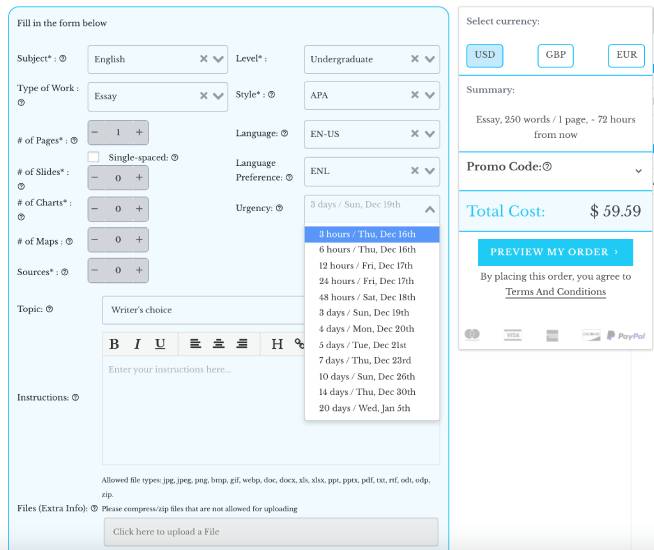 Fill in the form below
Subject* :
English
Level* :
Undergraduate
Type of Work :
Essay
Style* :
APA
# of Pages* :
− 1 +
Single-spaced:
Language:
EN-US
# of Slides* :
− 0 +
Language
Preference:
ENL
# of Charts* :
− 0 +
Urgency:
3 days / Sun, Dec 19th
3 hours / Thu, Dec 16th
6 hours / Thu, Dec 16th
12 hours / Fri, Dec 17th
24 hours / Fri, Dec 17th
48 hours / Sat, Dec 18th
3 days / Sun, Dec 19th
4 days / Mon, Dec 20th
5 days / Tue, Dec 21st
7 days / Thu, Dec 23rd
10 days / Sun, Dec 26th
14 days / Thu, Dec 30th
20 days / Wed, Jan 5th
# of Maps :
− 0 +
Sources* :
− 0 +
Topic:
Writer's choice
B I U H
Instructions:
Enter your instructions here...
Allowed file types: jpg, jpeg, png, bmp, gif, webp, doc, docx, xls, xlsx, ppt, pptx, pdf, txt, rtf, odt, odp,
zip.
Files (Extra Info):
Please compress/zip files that are not allowed for uploading
Click here to upload a File
Select currency:
USD GBP EUR
Summary:
Essay, 250 words / 1 page, ~ 72 hours
from now
Promo Code:
Total Cost: $ 59.59
PREVIEW MY ORDER ›
By placing this order, you agree to
Terms And Conditions
VISA
PayPal